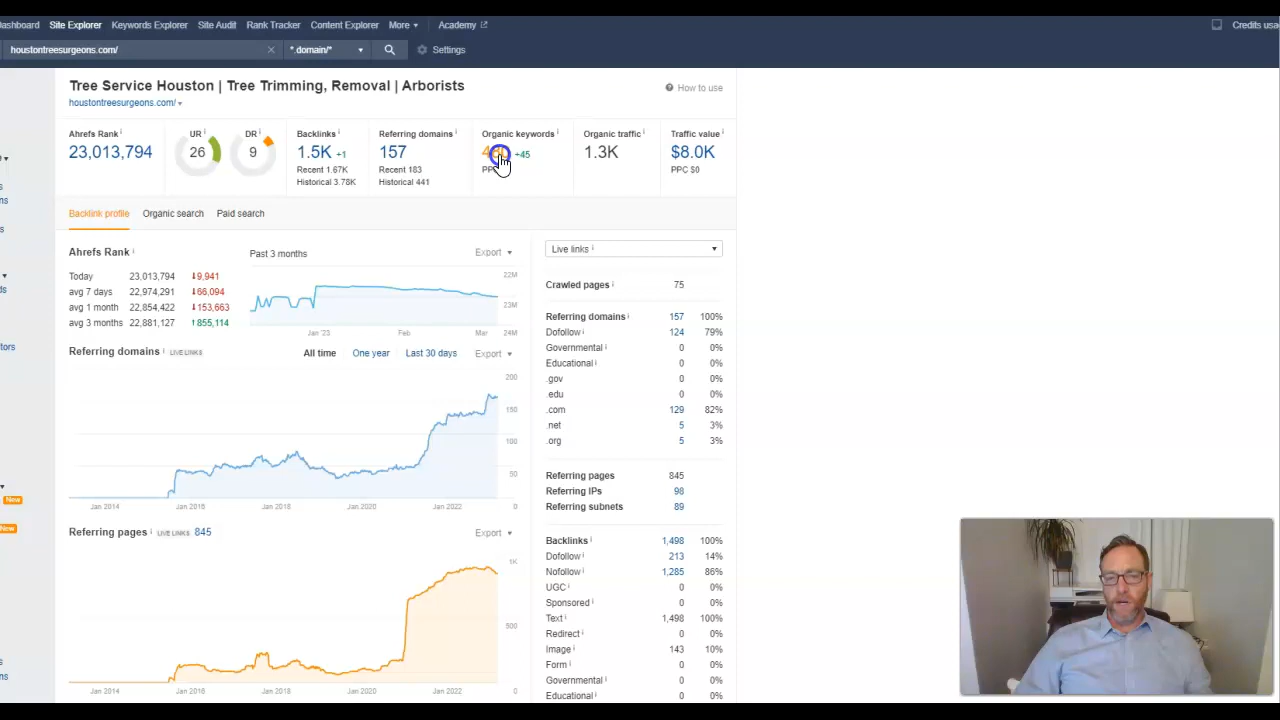 Dashboard Site Explorer Keywords Explorer Site Audit Rank Tracker Content Explorer More Academy Credits
houstontreesurgeons.com/ *.domain/* Settings
Tree Service Houston | Tree Trimming, Removal | Arborists How to use
houstontreesurgeons.com/
Ahrefs Rank UR DR Backlinks Referring domains Organic keywords Organic traffic Traffic value
23,013,794 26 9 1.5K +1 157 +45 1.3K $8.0K
Recent 1.67K Recent 183 PPC $0
Historical 3.78K Historical 441
Backlink profile Organic search Paid search
Ahrefs Rank Past 3 months Export Live links
Today 23,013,794 9,941 22M
avg 7 days 22,974,291 66,094
avg 1 month 22,854,422 153,663 23M
avg 3 months 22,881,127 855,114
Jan '23 Feb Mar 24M
Referring domains LIVE LINKS All time One year Last 30 days Export
200
150
100
50
Jan 2014 Jan 2016 Jan 2018 Jan 2020 Jan 2022 0
Referring pages LIVE LINKS 845 Export
1K
500
Jan 2014 Jan 2016 Jan 2018 Jan 2020 Jan 2022 0
Crawled pages 75
Referring domains 157 100%
Dofollow 124 79%
Governmental 0 0%
Educational 0 0%
.gov 0 0%
.edu 0 0%
.com 129 82%
.net 5 3%
.org 5 3%
Referring pages 845
Referring IPs 98
Referring subnets 89
Backlinks 1,498 100%
Dofollow 213 14%
Nofollow 1,285 86%
UGC 0 0%
Sponsored 0 0%
Text 1,498 100%
Redirect 0 0%
Image 143 10%
Form 0 0%
Governmental 0 0%
Educational 0 0%
New
New